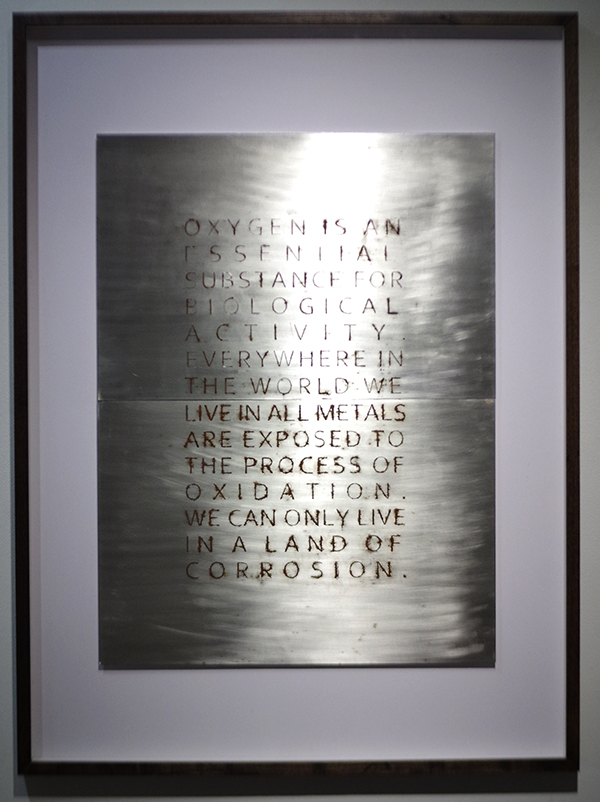 OXYGEN IS AN
ESSENTIAL
SUBSTANCE FOR
BIOLOGICAL
ACTIVITY.
EVERYWHERE IN
THE WORLD WE
LIVE IN ALL METALS
ARE EXPOSED TO
THE PROCESS OF
OXIDATION.
WE CAN ONLY LIVE
IN A LAND OF
CORROSION.